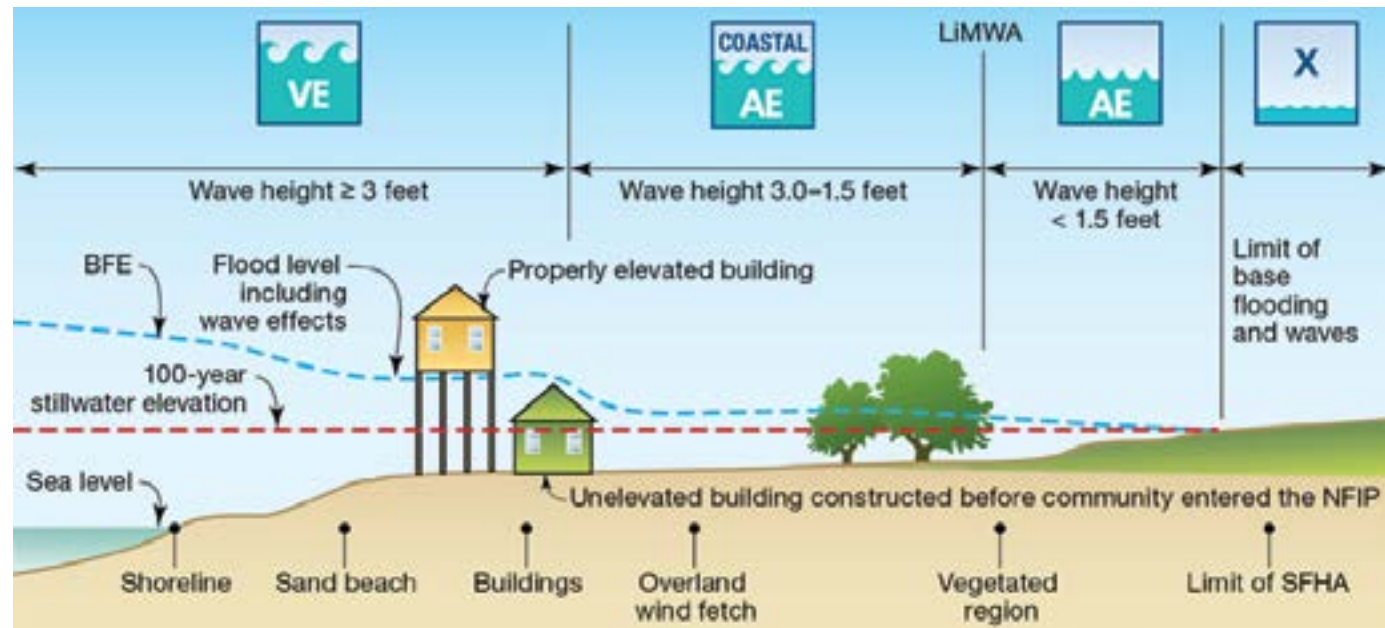 VE
COASTAL
AE
LiMWA
AE
X
Wave height ≥ 3 feet
Wave height 3.0–1.5 feet
Wave height
< 1.5 feet
Limit of
base
flooding
and waves
BFE
Flood level
including
wave effects
Properly elevated building
100-year
stillwater elevation
Sea level
Unelevated building constructed before community entered the NFIP
Shoreline
Sand beach
Buildings
Overland
wind fetch
Vegetated
region
Limit of SFHA